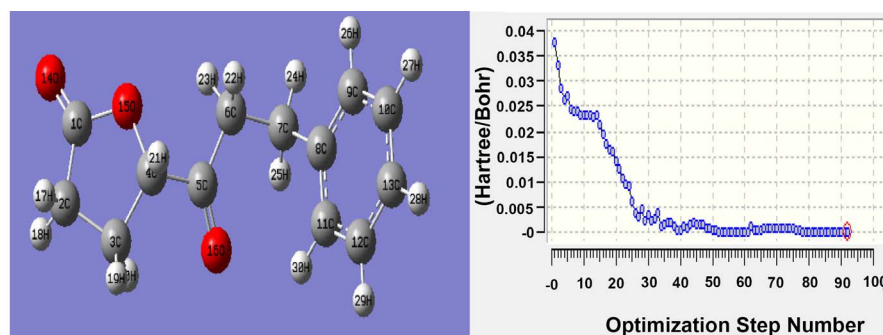 14O
1C
15O
23H
22H
6C
24H
7C
25H
26H
9C
10C
27H
8C
13C
28H
21H
4C
5C
17H
2C
18H
3C
19H
16O
11C
12C
30H
29H
(Hartree/Bohr)
0.04
0.035
0.03
0.025
0.02
0.015
0.01
0.005
-0
-0
10
20
30
40
50
60
70
80
90
100
Optimization Step Number